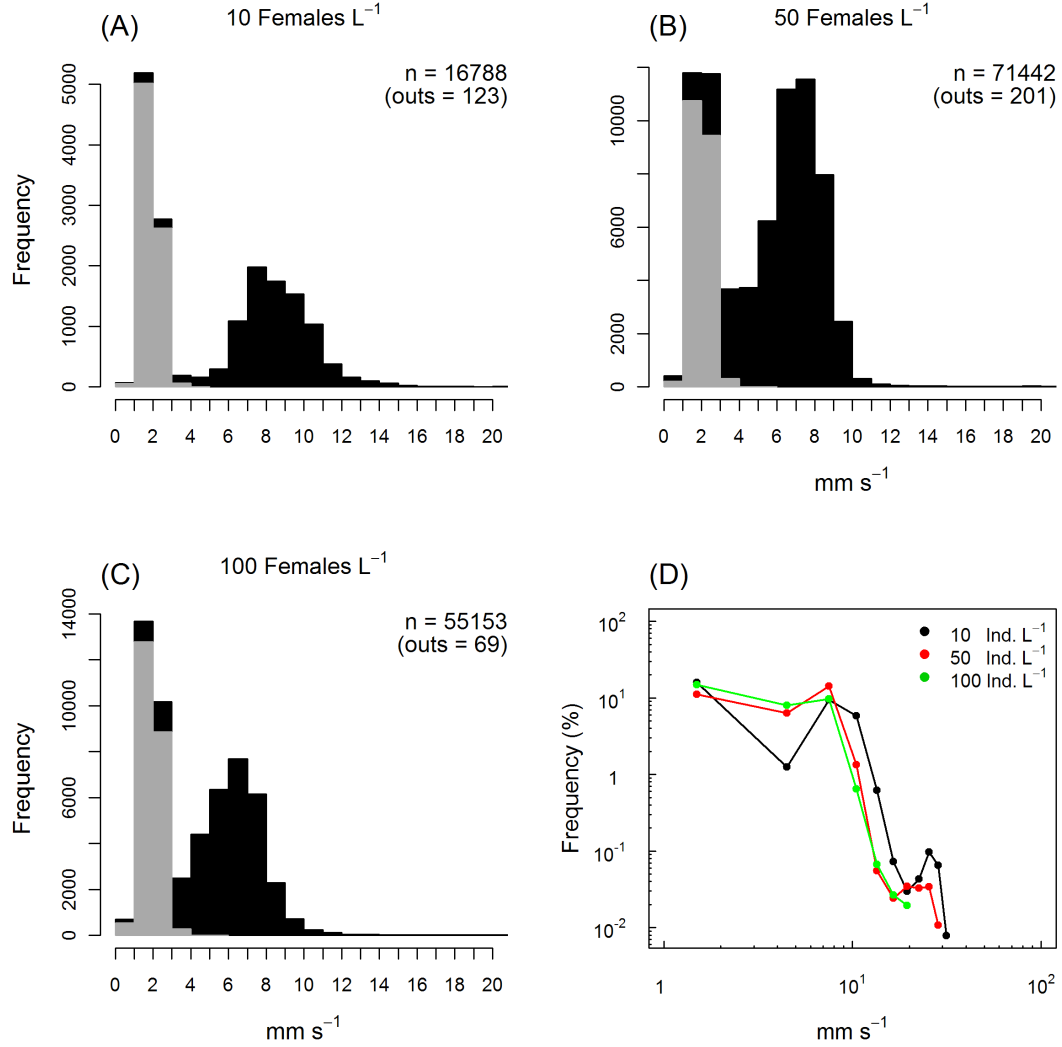 (A)
10 Females L⁻¹
n = 16788
(outs = 123)
Frequency
0
1000
2000
3000
4000
5000
0 2 4 6 8 10 12 14 16 18 20
(B)
50 Females L⁻¹
n = 71442
(outs = 201)
0
2000
6000
10000
0 2 4 6 8 10 12 14 16 18 20
mm s⁻¹
(C)
100 Females L⁻¹
n = 55153
(outs = 69)
Frequency
0
2000
6000
10000
14000
0 2 4 6 8 10 12 14 16 18 20
mm s⁻¹
(D)
10 Ind. L⁻¹
50 Ind. L⁻¹
100 Ind. L⁻¹
Frequency (%)
10²
10¹
1
10⁻¹
10⁻²
1 10¹ 10²
mm s⁻¹